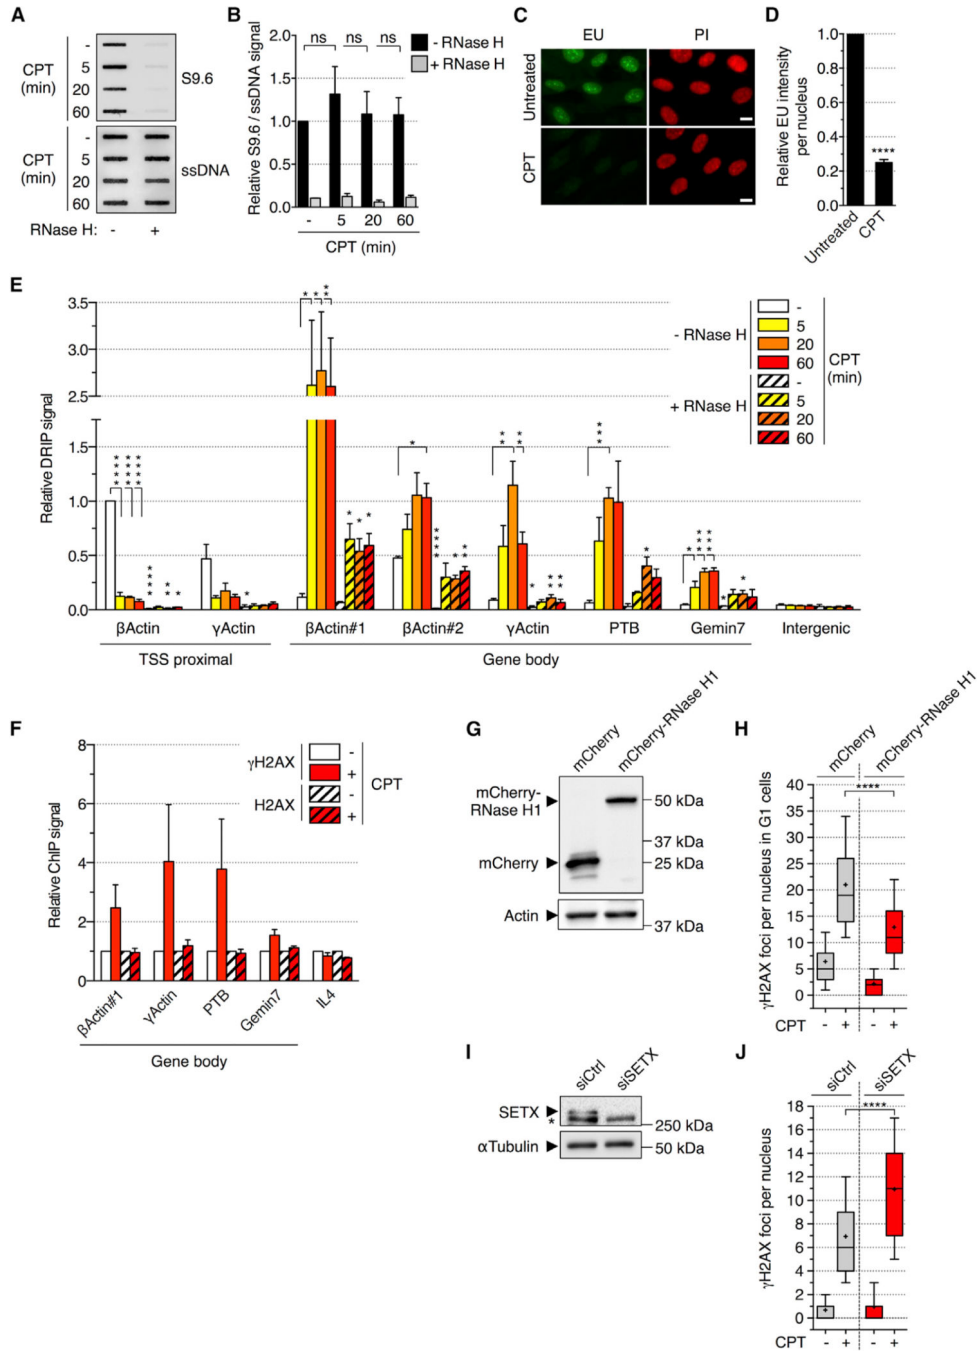 A
CPT
(min)
-
5
20
60
S9.6
CPT
(min)
-
5
20
60
ssDNA
RNase H: - +
B
Relative S9.6 / ssDNA signal
2.0
1.5
1.0
0.5
0.0
ns ns ns
- RNase H
+ RNase H
- 5 20 60
CPT (min)
C
EU PI
Untreated
CPT
D
Relative EU intensity
per nucleus
1.0
0.8
0.6
0.4
0.2
0.0
****
Untreated
CPT
E
Relative DRIP signal
3.5
3.0
2.5
1.5
1.0
0.5
0.0
- RNase H
-
5
20
60
+ RNase H
-
5
20
60
CPT
(min)
βActin γActin βActin#1 βActin#2 γActin PTB Gemin7 Intergenic
TSS proximal Gene body
F
Relative ChIP signal
8
6
4
2
0
γH2AX
-
+
H2AX
-
+
CPT
βActin#1
γActin
PTB
Gemin7
IL4
Gene body
G
mCherry
mCherry-RNase H1
mCherry-
RNase H1
50 kDa
37 kDa
mCherry
25 kDa
Actin
37 kDa
H
mCherry
mCherry-RNase H1
γH2AX foci per nucleus in G1 cells
40
35
30
25
20
15
10
5
0
****
CPT - + - +
I
siCtrl
siSETX
SETX
*
250 kDa
αTubulin
50 kDa
J
siCtrl
siSETX
γH2AX foci per nucleus
18
16
14
12
10
8
6
4
2
0
****
CPT - + - +